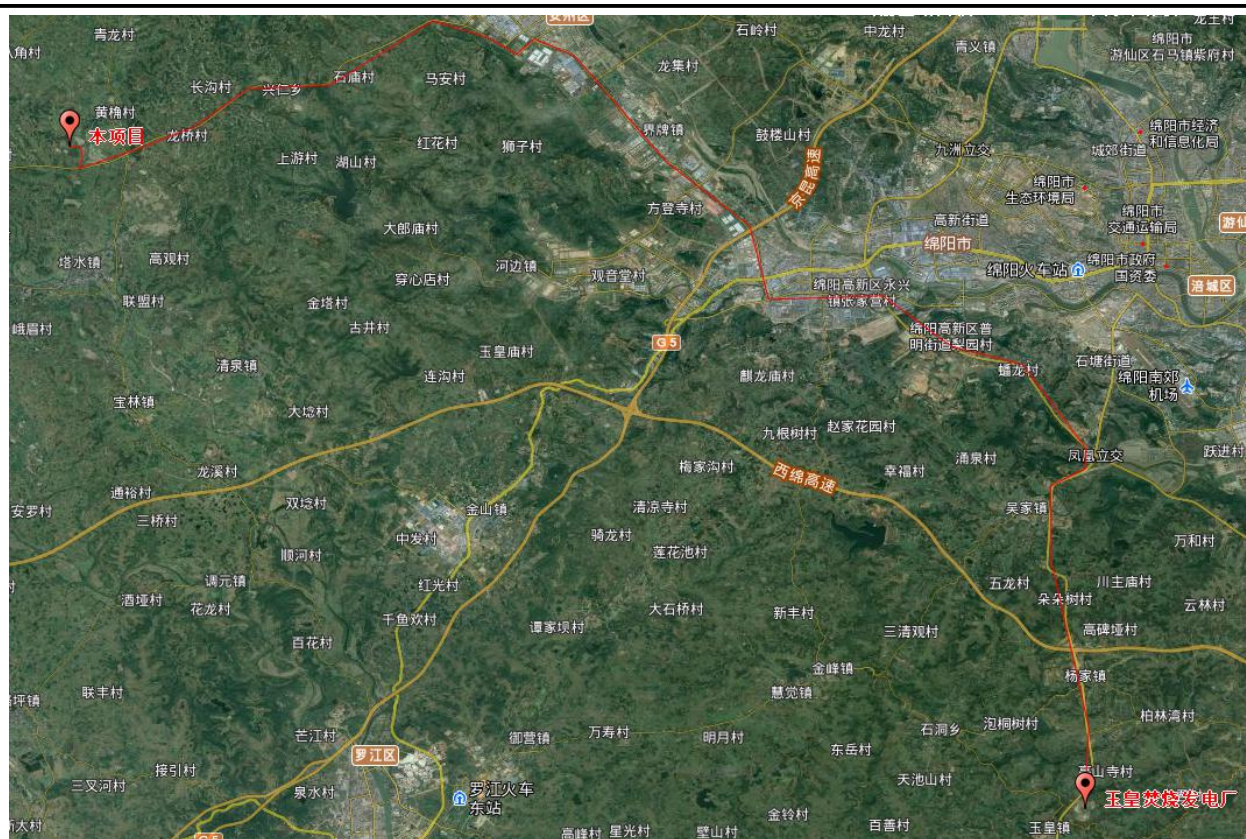 安州区
龙王村
青龙村
石岭村
中龙村
绵阳市
游仙区石马镇紫府村
八角村
青义镇
龙集村
马安村
石庙村
长沟村
兴仁乡
黄桷村
本项目
龙桥村
界牌镇
鼓楼山村
绵阳市经济
和信息化局
红花村
狮子村
九洲立交
城郊街道
上游村
湖山村
京昆高速
绵阳市
生态环境局
方登寺村
高新街道
绵阳市
交通运输局
游仙
大郎庙村
绵阳市
塔水镇
高观村
河边镇
观音堂村
穿心店村
绵阳火车站
绵阳市政府
国资委
涪城区
联盟村
金塔村
绵阳高新区永兴
镇张家营村
峨眉村
古井村
绵阳高新区普
明街道梨园村
G5
玉皇庙村
清泉镇
连沟村
麒龙庙村
蟠龙村
石塘街道
绵阳南郊
机场
宝林镇
大埝村
九根树村
赵家花园村
龙溪村
梅家沟村
西绵高速
幸福村
涌泉村
凤凰立交
跃进村
通裕村
双埝村
安罗村
三桥村
金山镇
清凉寺村
吴家镇
中发村
骑龙村
莲花池村
万和村
顺河村
调元镇
红光村
五龙村
川主庙村
酒垭村
花龙村
千鱼欢村
谭家坝村
大石桥村
新丰村
朵朵树村
云林村
百花村
三清观村
高碑垭村
金峰镇
杨家镇
联丰村
慧觉镇
坪镇
芒江村
御营镇
万寿村
明月村
石洞乡
泡桐树村
柏林湾村
罗江区
东岳村
接引村
天池山村
高山寺村
三叉河村
泉水村
罗江火车
东站
玉皇焚烧发电厂
金铃村
高峰村
星光村
壁山村
百善村
玉皇镇
G5